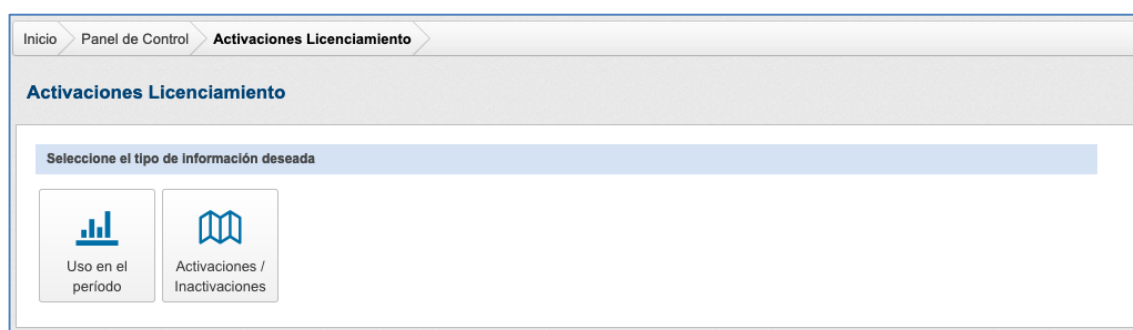 Inicio Panel de Control Activaciones Licenciamiento
Activaciones Licenciamiento
Seleccione el tipo de información deseada
Uso en el
período
Activaciones /
Inactivaciones